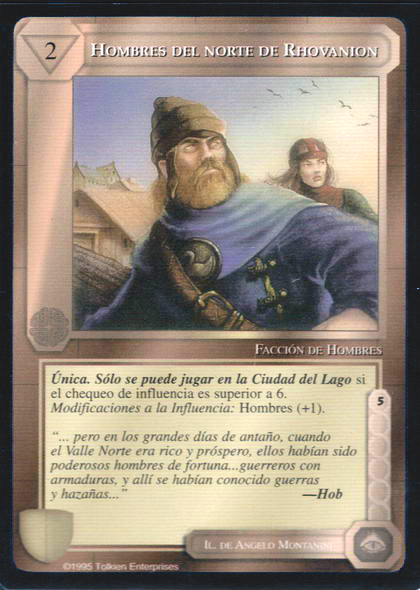 2
Hombres del norte de Rhovanion
Facción de Hombres
Única. Sólo se puede jugar en la Ciudad del Lago si
el chequeo de influencia es superior a 6.
Modificaciones a la Influencia: Hombres (+1).
5
“... pero en los grandes días de antaño, cuando
el Valle Norte era rico y próspero, ellos habían sido
poderosos hombres de fortuna...guerreros con
armaduras, y allí se habían conocido guerras
y hazañas...”
—Hob
Il. de Angelo Montanini
©1995 Tolkien Enterprises